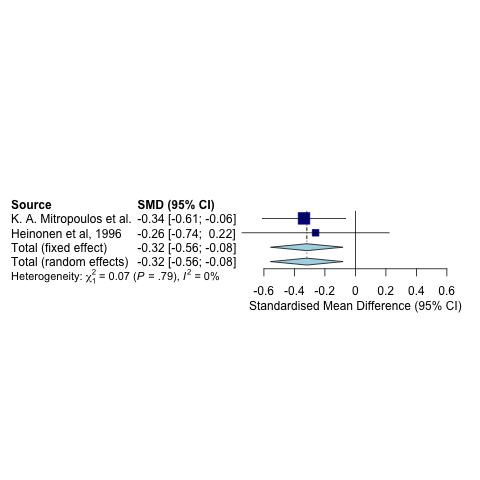 Source SMD (95% CI)
K. A. Mitropoulos et al. -0.34 [-0.61; -0.06]
Heinonen et al, 1996 -0.26 [-0.74; 0.22]
Total (fixed effect) -0.32 [-0.56; -0.08]
Total (random effects) -0.32 [-0.56; -0.08]
Heterogeneity: χ²₁ = 0.07 (P = .79), I² = 0%
-0.6 -0.4 -0.2 0 0.2 0.4 0.6
Standardised Mean Difference (95% CI)